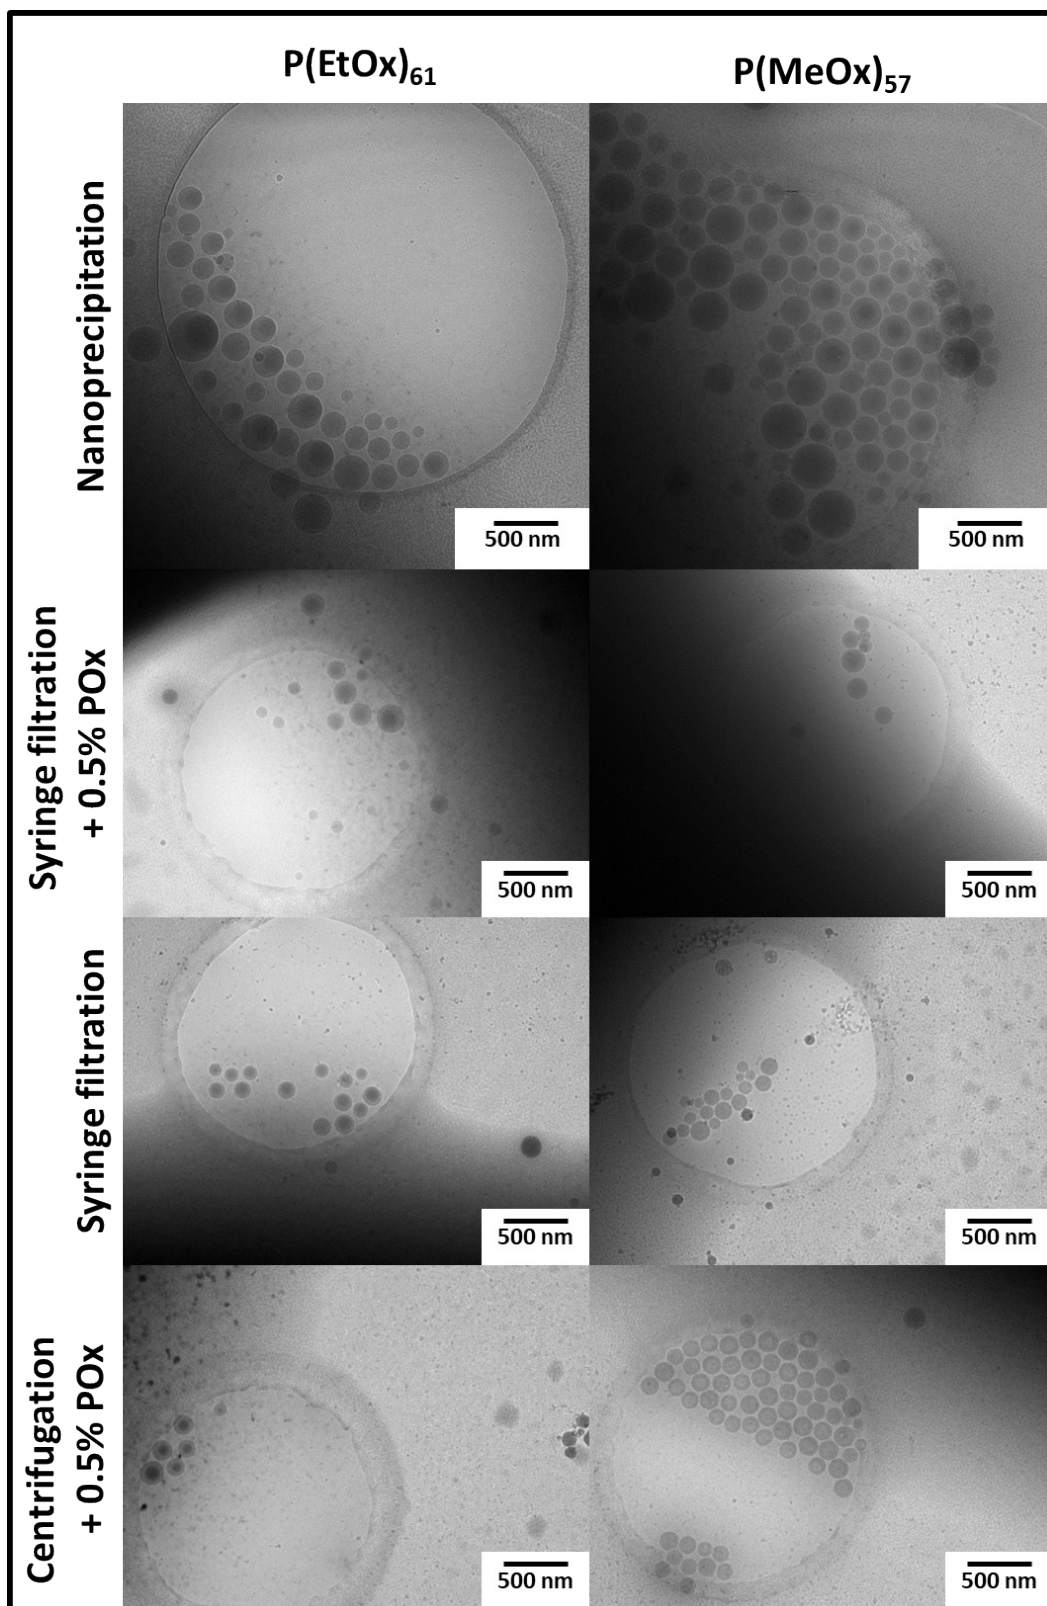 P(EtOx)61
P(MeOx)57
Nanoprecipitation
500 nm
500 nm
Syringe filtration
+ 0.5% POx
500 nm
500 nm
Syringe filtration
500 nm
500 nm
Centrifugation
+ 0.5% POx
500 nm
500 nm